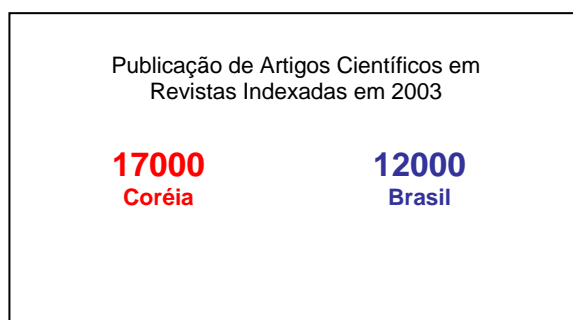 Publicação de Artigos Científicos em
Revistas Indexadas em 2003
17000 12000
Coréia Brasil